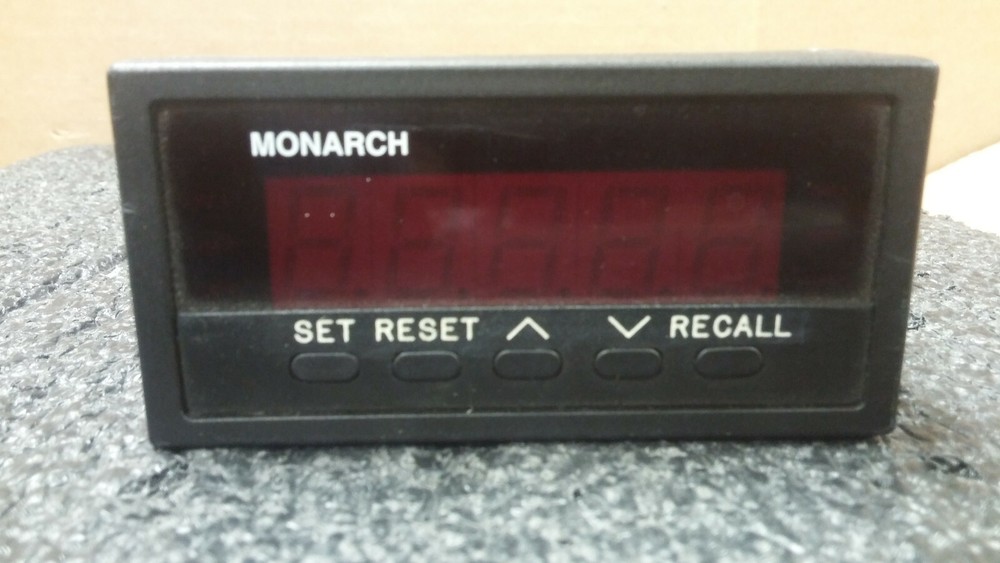 MONARCH
SET RESET RECALL